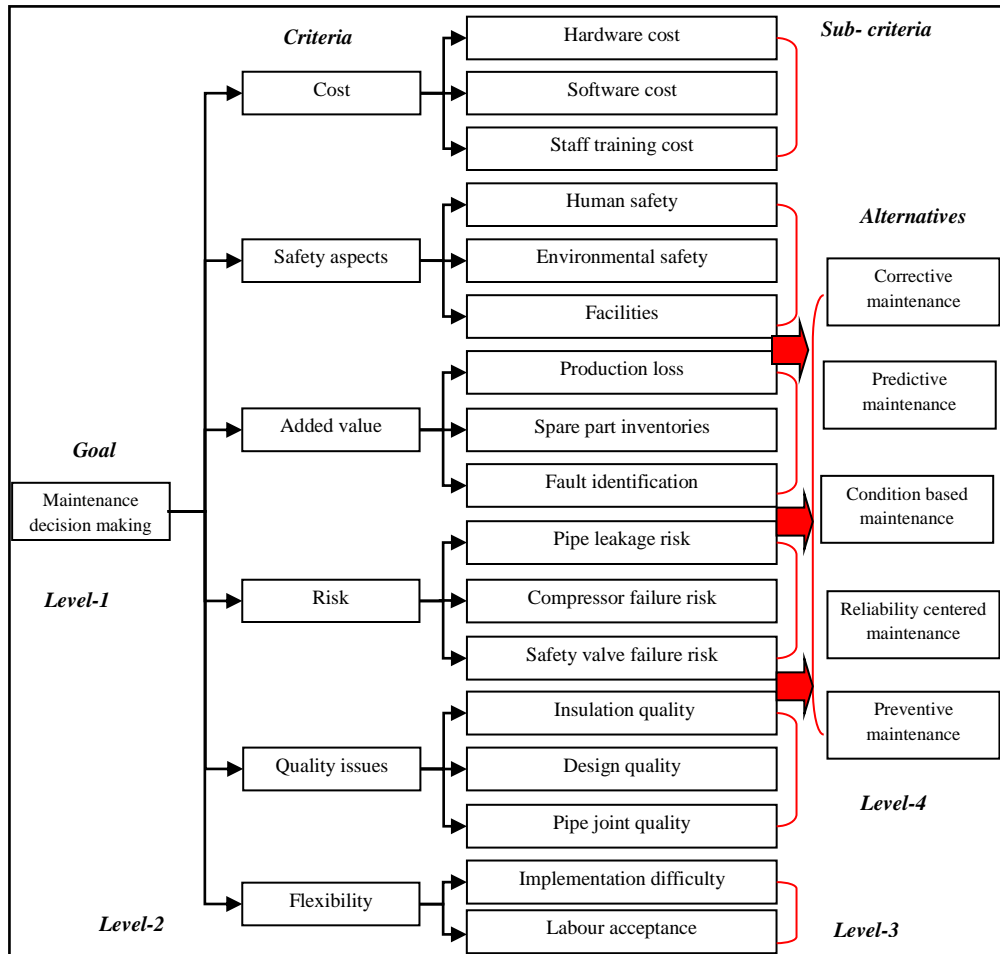 Criteria
Sub- criteria
Hardware cost
Cost
Software cost
Staff training cost
Human safety
Safety aspects
Environmental safety
Facilities
Alternatives
Corrective
maintenance
Production loss
Predictive
maintenance
Added value
Spare part inventories
Fault identification
Goal
Maintenance
decision making
Condition based
maintenance
Level-1
Pipe leakage risk
Risk
Compressor failure risk
Safety valve failure risk
Reliability centered
maintenance
Insulation quality
Preventive
maintenance
Quality issues
Design quality
Pipe joint quality
Level-4
Implementation difficulty
Flexibility
Labour acceptance
Level-2
Level-3